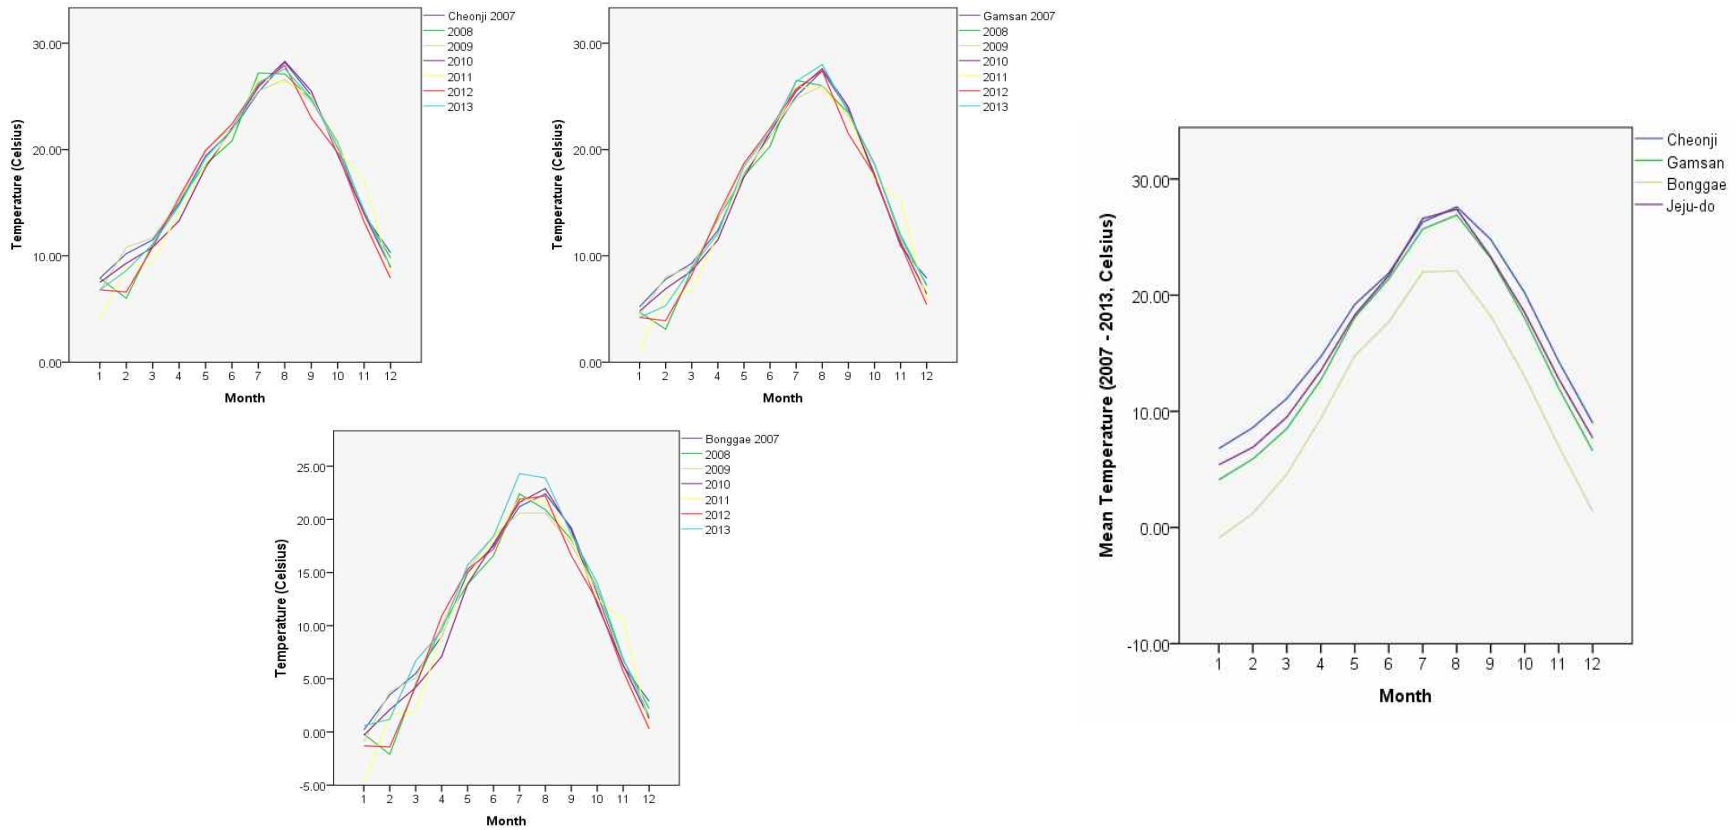 Cheonji 2007
2008
2009
2010
2011
2012
2013
30.00
20.00
10.00
0.00
Temperature (Celsius)
1 2 3 4 5 6 7 8 9 10 11 12
Month
Gamsan 2007
2008
2009
2010
2011
2012
2013
30.00
20.00
10.00
0.00
Temperature (Celsius)
1 2 3 4 5 6 7 8 9 10 11 12
Month
Bonggae 2007
2008
2009
2010
2011
2012
2013
25.00
20.00
15.00
10.00
5.00
0.00
-5.00
Temperature (Celsius)
1 2 3 4 5 6 7 8 9 10 11 12
Month
Cheonji
Gamsan
Bonggae
Jeju-do
30.00
20.00
10.00
0.00
-10.00
Mean Temperature (2007 - 2013, Celsius)
1 2 3 4 5 6 7 8 9 10 11 12
Month